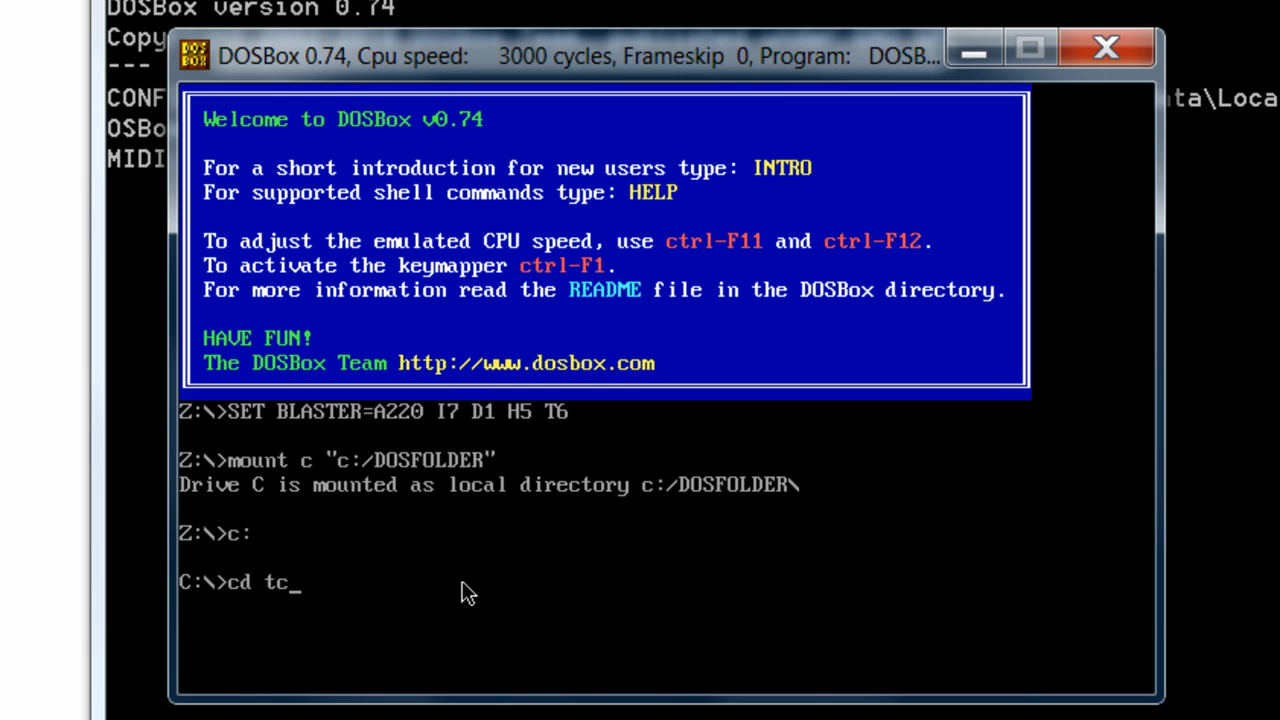 DOSBox version 0.74
Copy
---
CONF
ta\Loca
OSBo
MIDI
DOSBox 0.74, Cpu speed: 3000 cycles, Frameskip 0, Program: DOSB...
Welcome to DOSBox v0.74
For a short introduction for new users type: INTRO
For supported shell commands type: HELP
To adjust the emulated CPU speed, use ctrl-F11 and ctrl-F12.
To activate the keymapper ctrl-F1.
For more information read the README file in the DOSBox directory.
HAVE FUN!
The DOSBox Team http://www.dosbox.com
Z:\>SET BLASTER=A220 I7 D1 H5 T6
Z:\>mount c "c:/DOSFOLDER"
Drive C is mounted as local directory c:/DOSFOLDER\
Z:\>c:
C:\>cd tc_